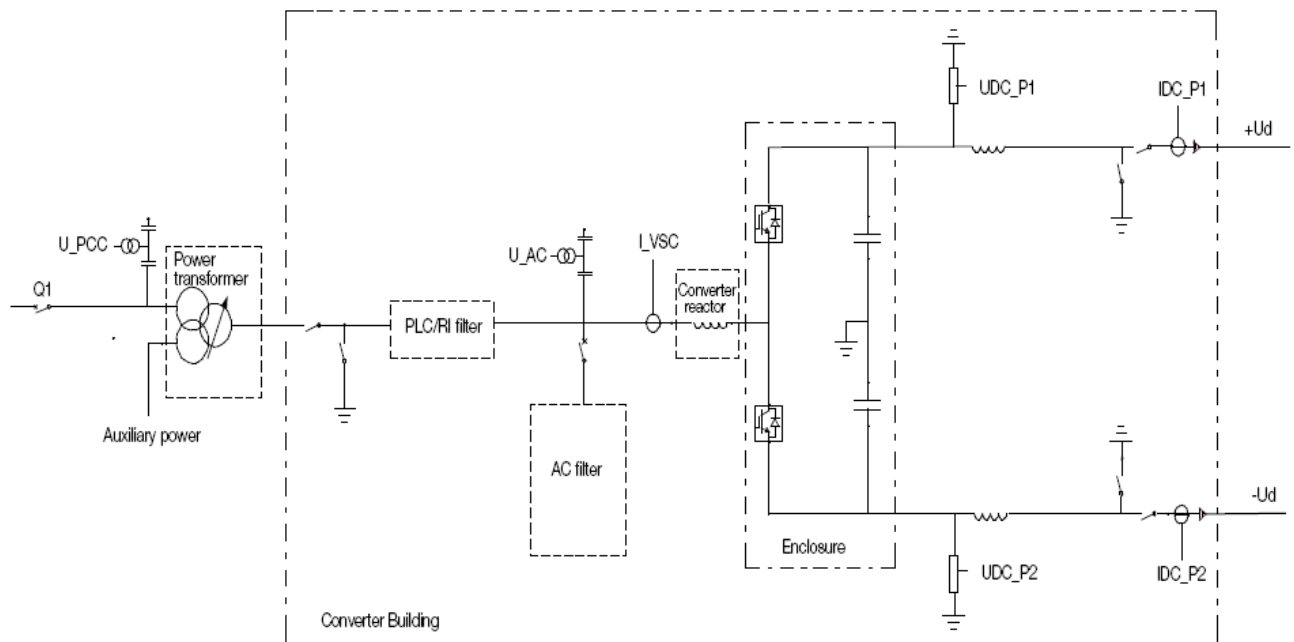 UDC_P1
IDC_P1
+Ud
U_PCC
Power
transformer
U_AC
I_VSC
Converter
reactor
Q1
PLC/RI filter
Auxiliary power
AC filter
-Ud
Enclosure
UDC_P2
IDC_P2
Converter Building